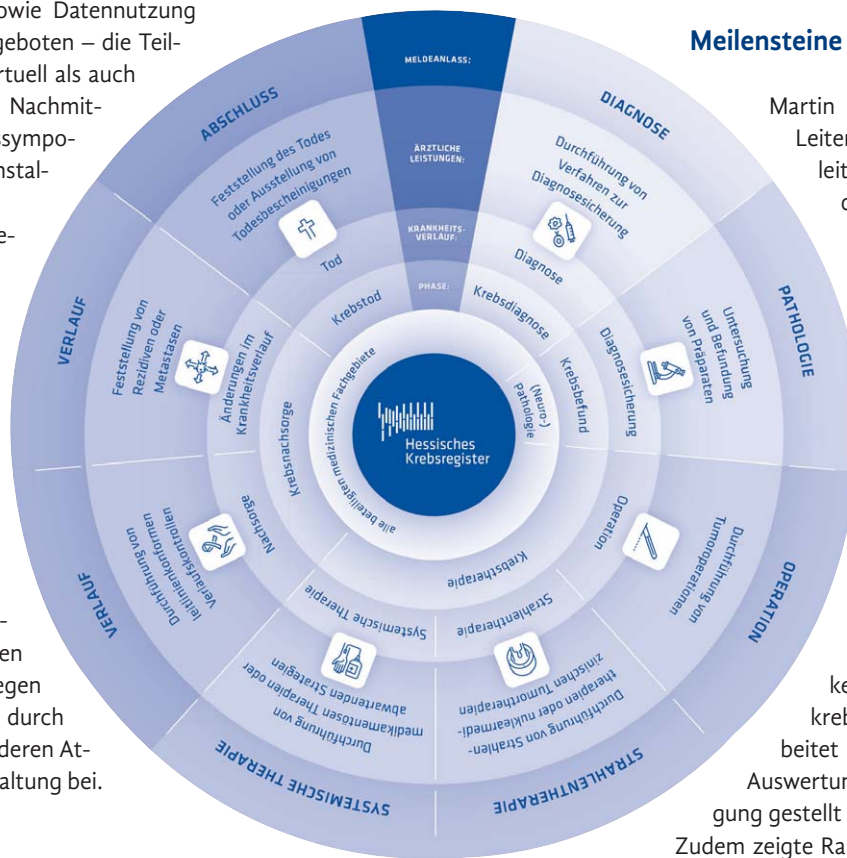 owie Datennutzung
geboten – die Teil-
rtuell als auch
Nachmit-
ssympo-
nstal-
e-
-
en
egen
durch
deren At-
altung bei.
Meilensteine
Martin
Leiter
leit
ke
kreb
beitet
Auswertun
gung gestellt
Zudem zeigte Ra
MELDEANLASS:
ÄRZTLICHE
LEISTUNGEN:
KRANKHEITS-
VERLAUF:
PHASE:
DIAGNOSE
Durchführung von
Verfahren zur
Diagnosesicherung
Diagnose
Krebsdiagnose
PATHOLOGIE
Untersuchung
und Befundung
von Präparaten
Diagnosesicherung
Krebsbefund
(Neuro-)
Pathologie
OPERATION
Durchführung von
Tumoroperationen
Operation
STRAHLENTHERAPIE
Durchführung von Strahlen-
therapien oder nuklearmedi-
zinischen Tumortherapien
Strahlentherapie
Krebstherapie
SYSTEMISCHE THERAPIE
Durchführung von
medikamentösen Therapien oder
abwartenden Strategien
Systemische Therapie
VERLAUF
Durchführung von
leitlinienkonformen
Verlaufskontrollen
Nachsorge
Krebsnachsorge
VERLAUF
Feststellung von
Rezidiven oder
Metastasen
Änderungen im
Krankheitsverlauf
ABSCHLUSS
Feststellung des Todes
oder Ausstellung von
Todesbescheinigungen
Tod
Krebstod
alle beteiligten medizinischen Fachgebiete
Hessisches
Krebsregister